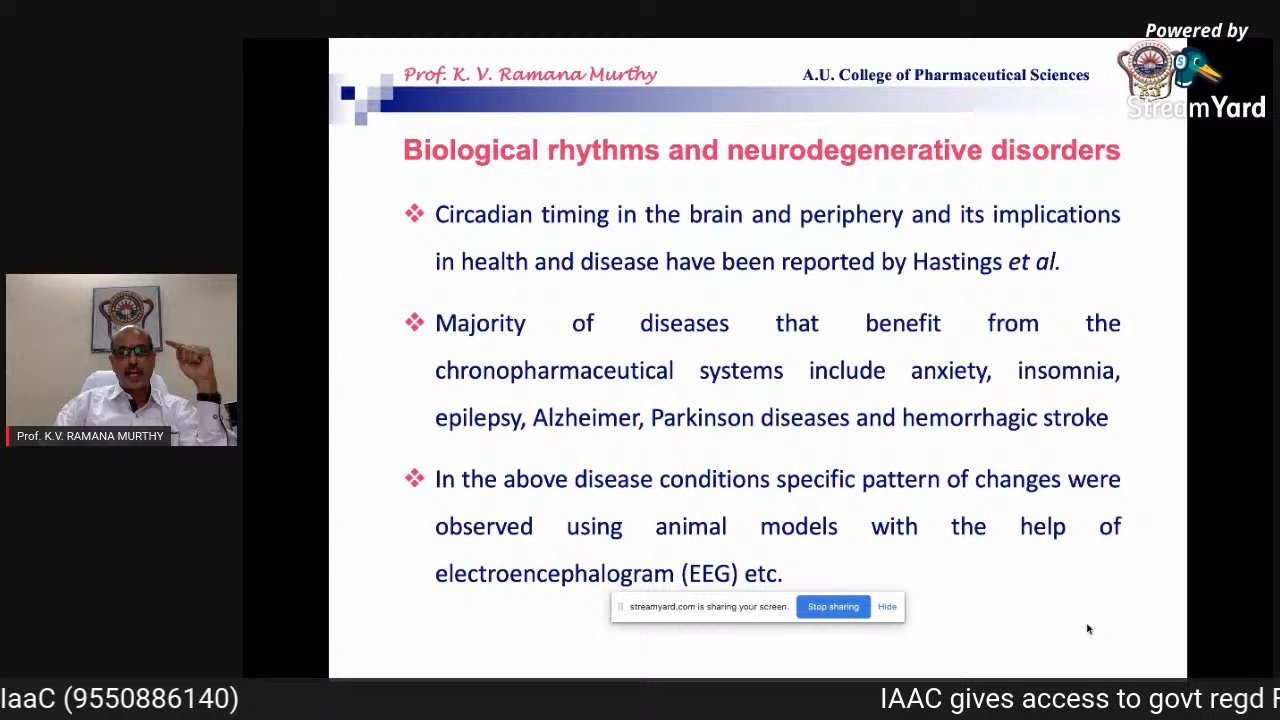 Powered by
StreamYard
Prof. K. V. Ramana Murthy
A.U. College of Pharmaceutical Sciences
Biological rhythms and neurodegenerative disorders
Circadian timing in the brain and periphery and its implications
in health and disease have been reported by Hastings et al.
Majority of diseases that benefit from the
chronopharmaceutical systems include anxiety, insomnia,
epilepsy, Alzheimer, Parkinson diseases and hemorrhagic stroke
In the above disease conditions specific pattern of changes were
observed using animal models with the help of
electroencephalogram (EEG) etc.
streamyard.com is sharing your screen. Stop sharing Hide
Prof. K.V. RAMANA MURTHY
IaaC (9550886140)
IAAC gives access to govt regd